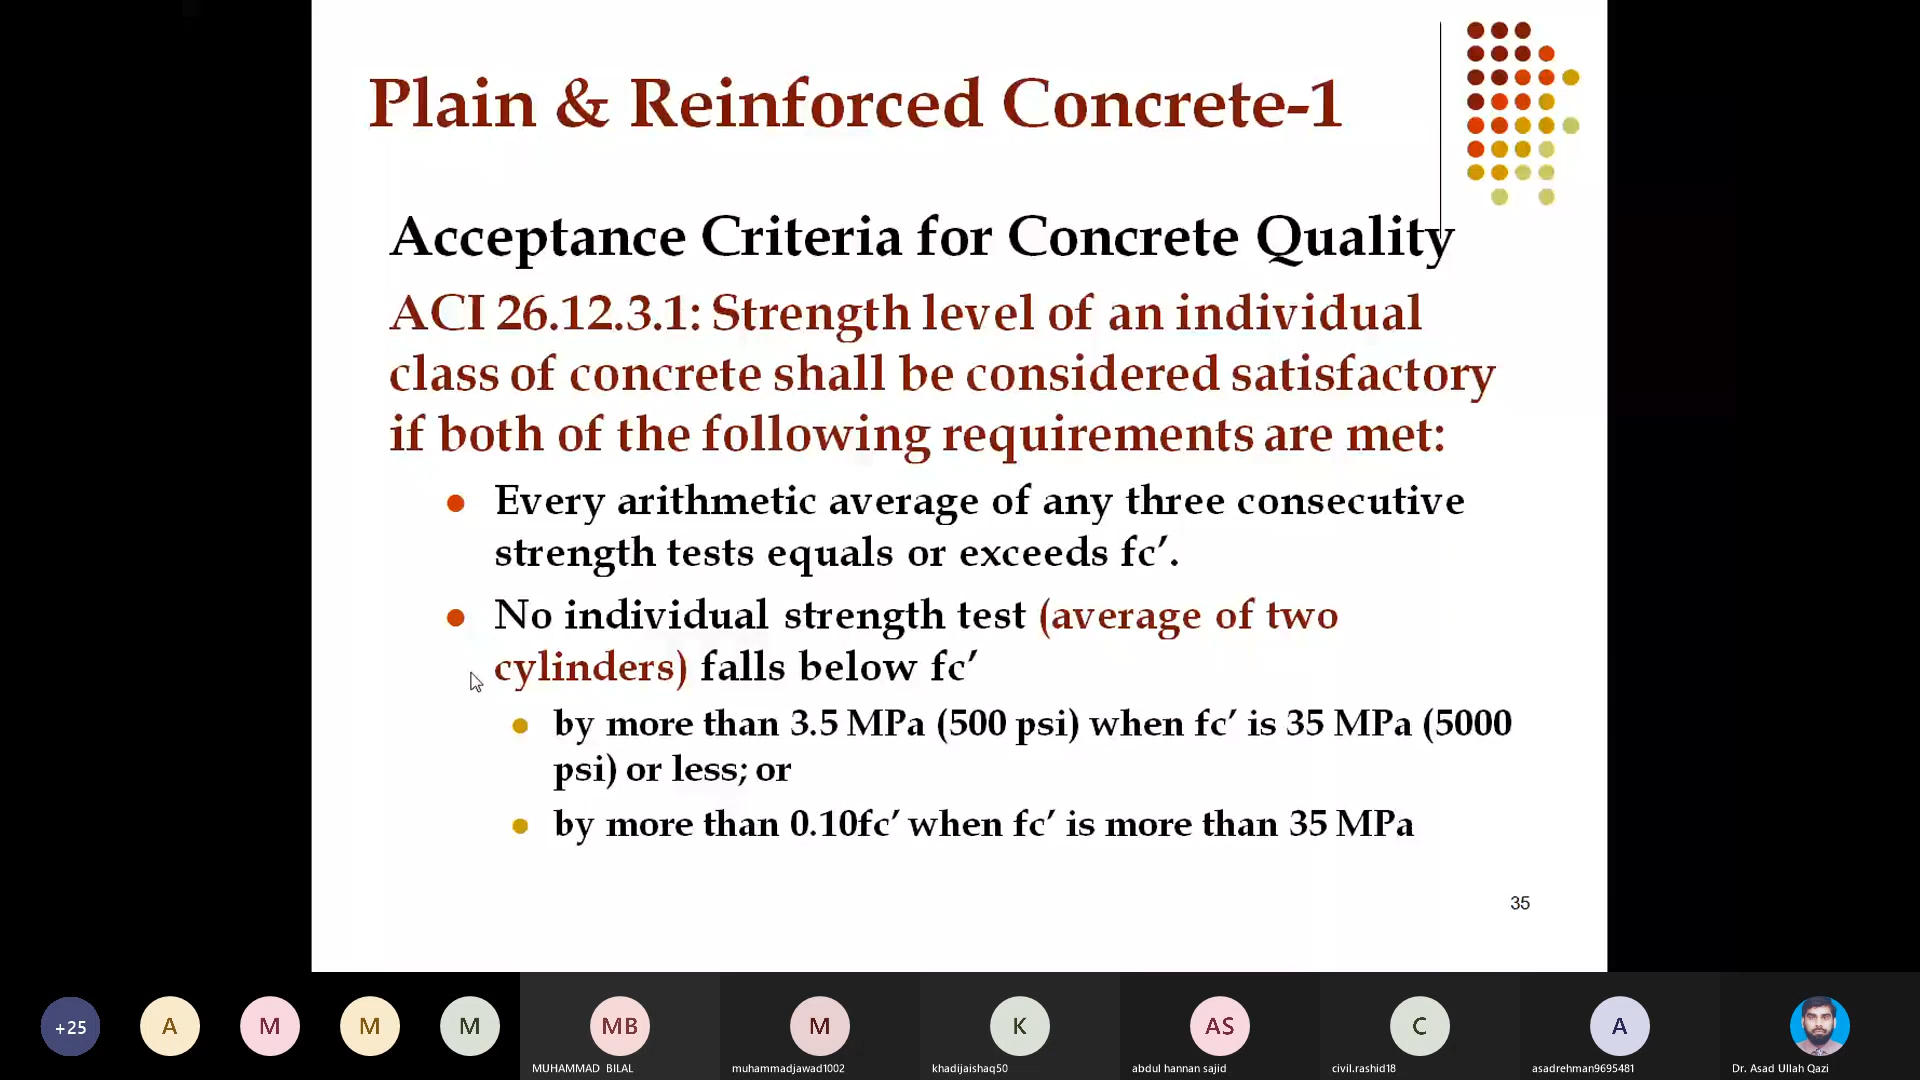 Plain & Reinforced Concrete-1
Acceptance Criteria for Concrete Quality
ACI 26.12.3.1: Strength level of an individual
class of concrete shall be considered satisfactory
if both of the following requirements are met:
Every arithmetic average of any three consecutive
strength tests equals or exceeds fc′.
No individual strength test (average of two
cylinders) falls below fc′
by more than 3.5 MPa (500 psi) when fc′ is 35 MPa (5000
psi) or less; or
by more than 0.10fc′ when fc′ is more than 35 MPa
35
+25
A
M
M
M
MB
M
K
AS
C
A
MUHAMMAD BILAL
muhammadjawad1002
khadijaishaq50
abdul hannan sajid
civil.rashid18
asadrehman9695481
Dr. Asad Ullah Qazi